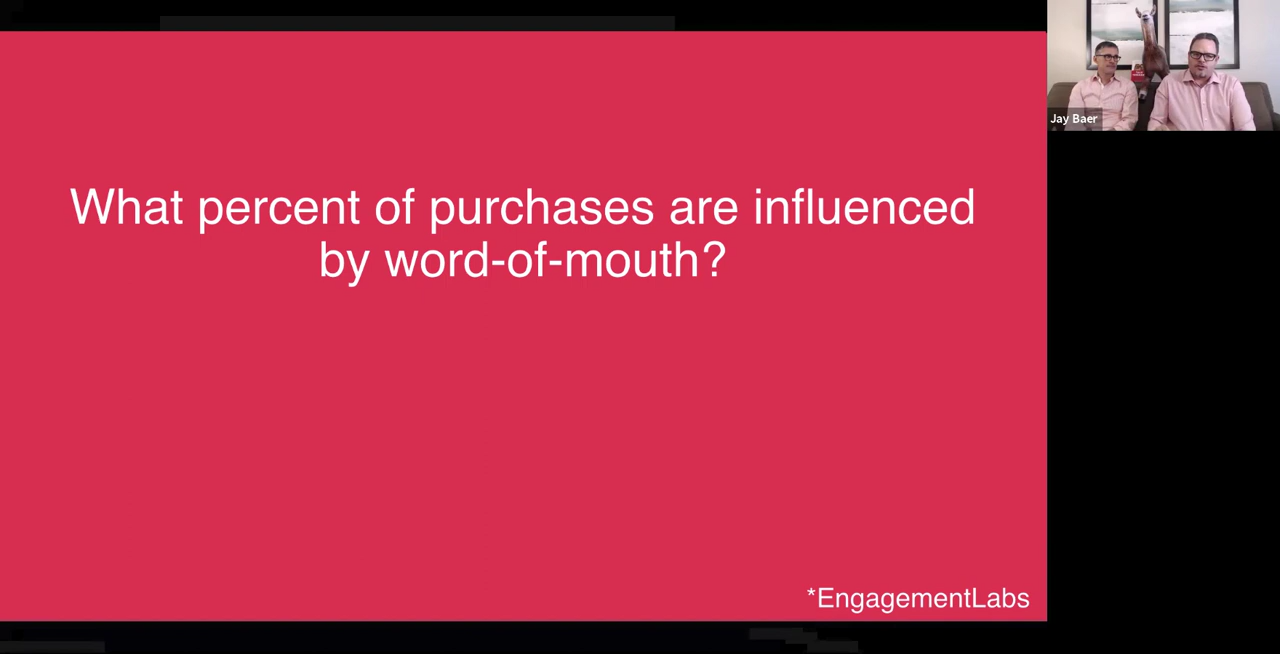 What percent of purchases are influenced
by word-of-mouth?
*EngagementLabs
Jay Baer